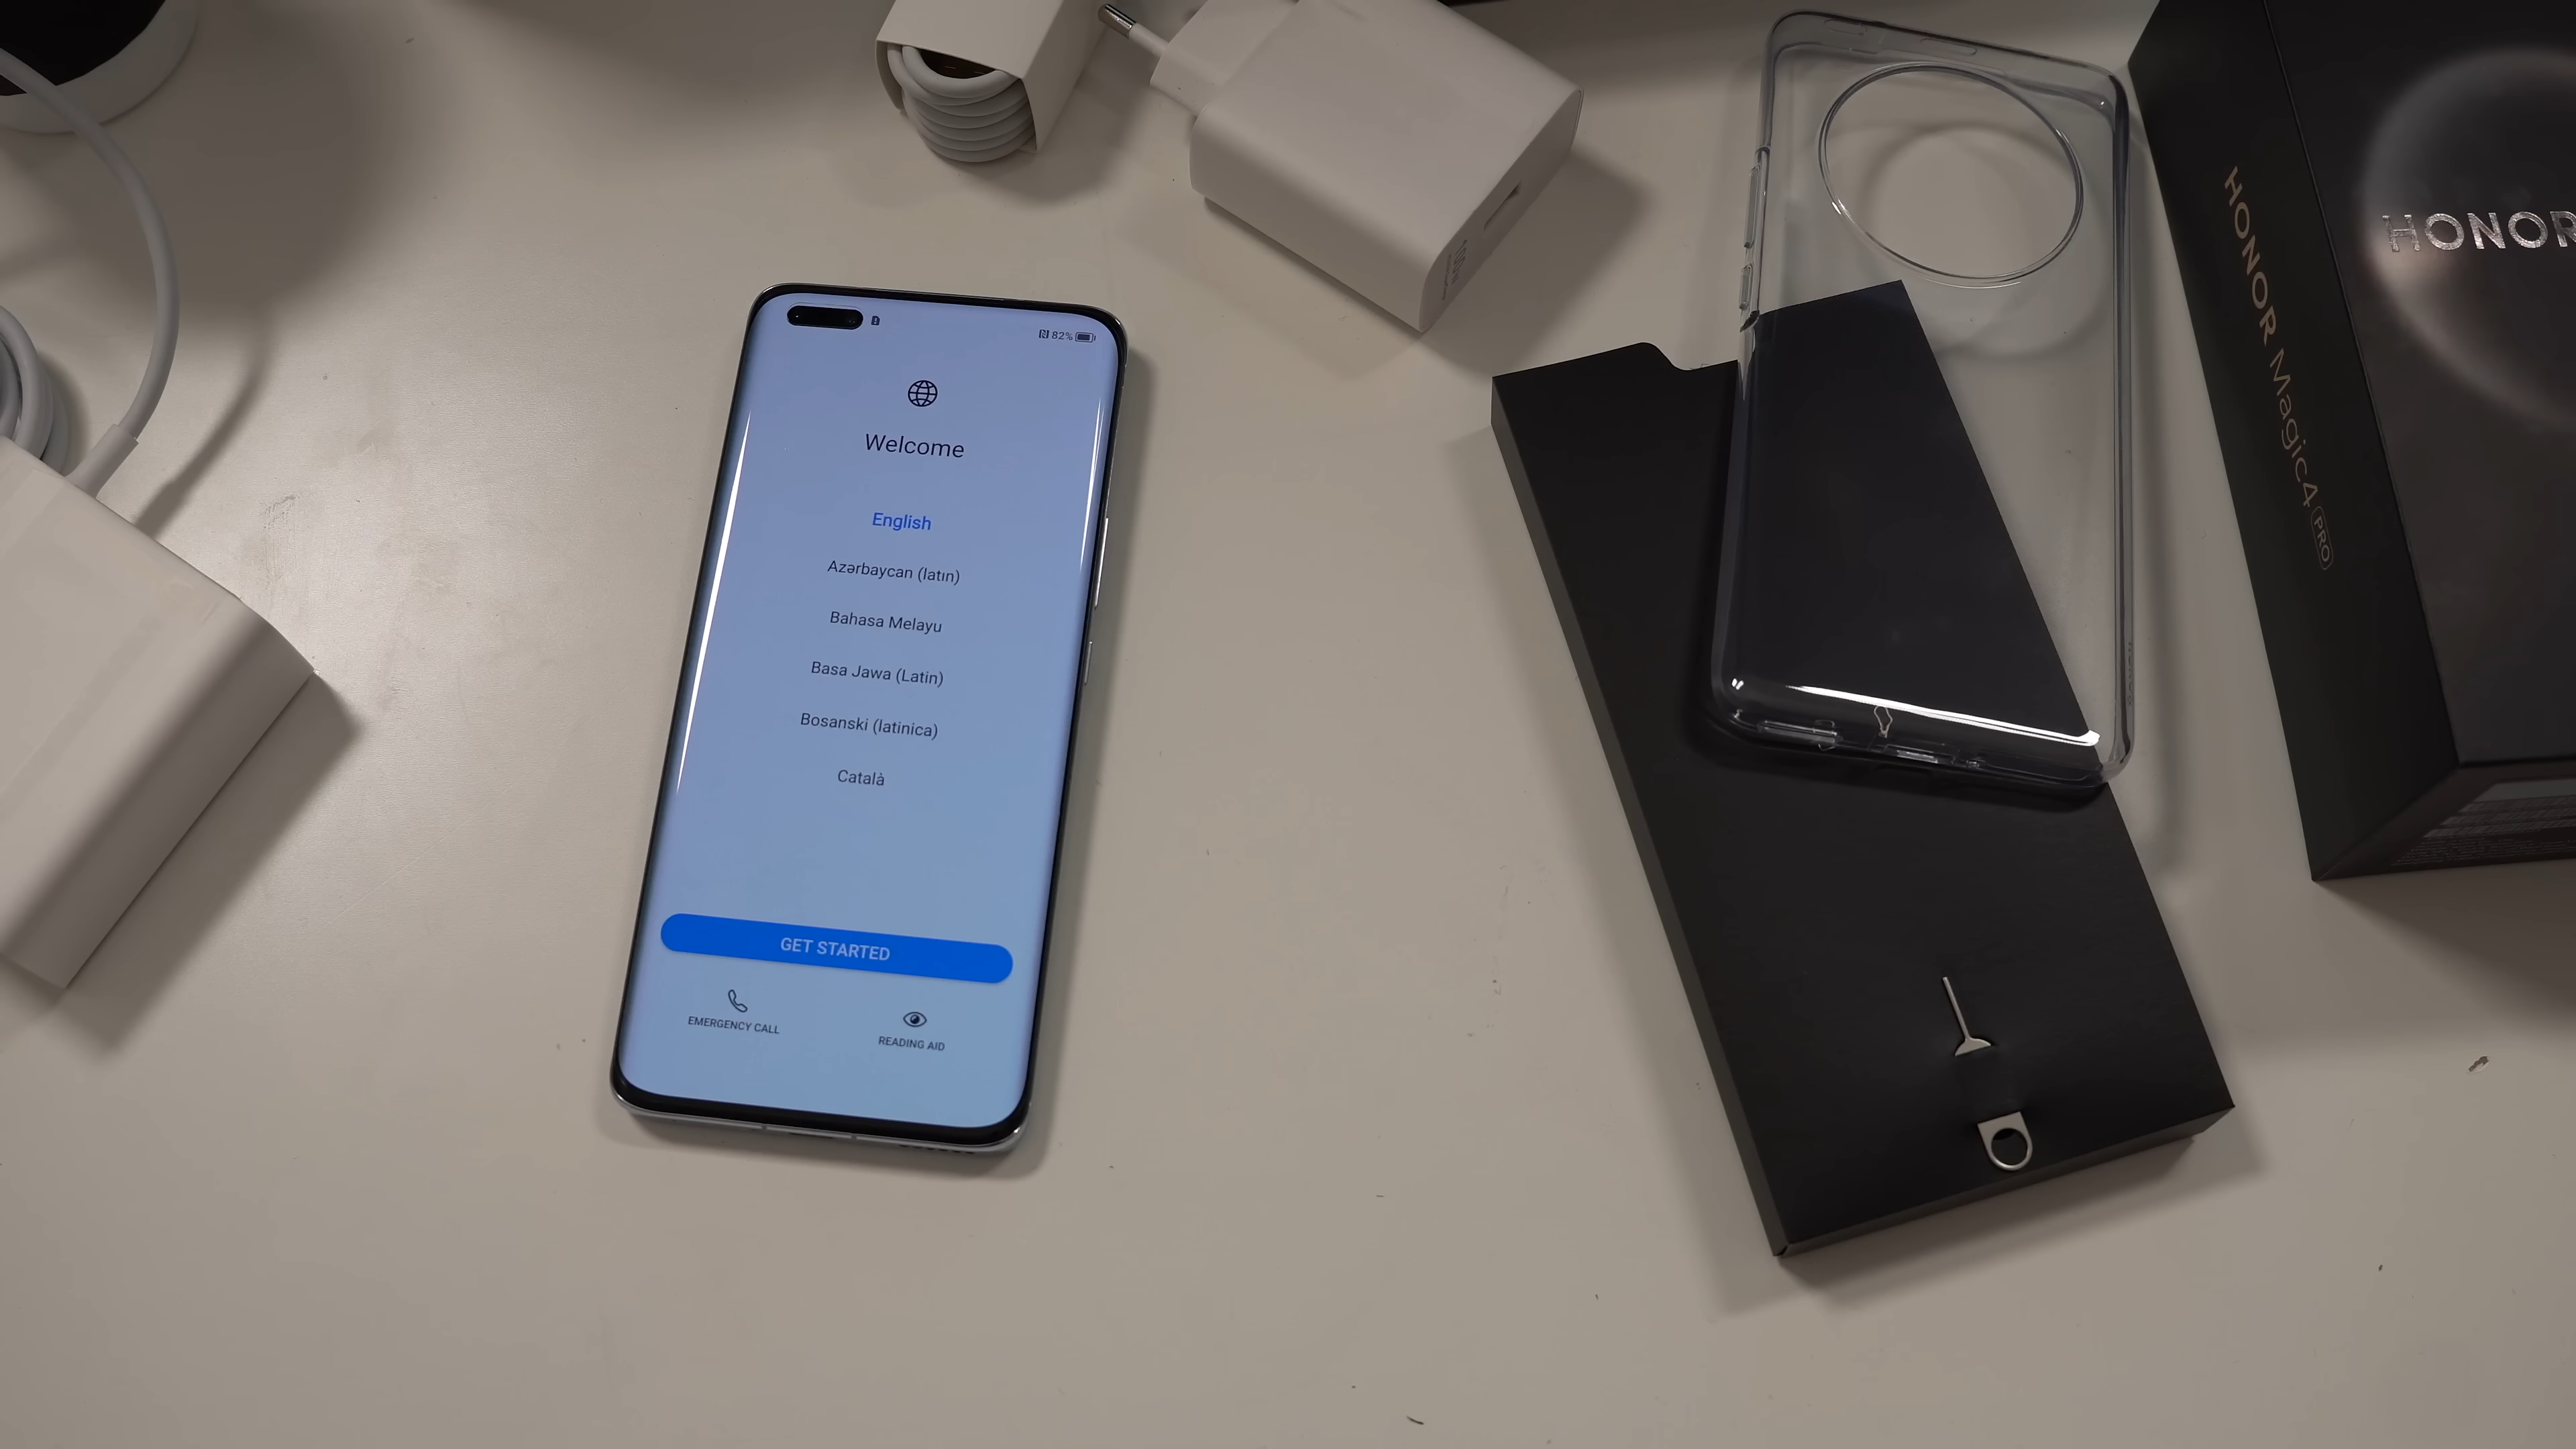 82%
Welcome
English
Azərbaycan (latın)
Bahasa Melayu
Basa Jawa (Latin)
Bosanski (latinica)
Català
GET STARTED
EMERGENCY CALL
READING AID
HONOR Magic4 PRO
HONOR